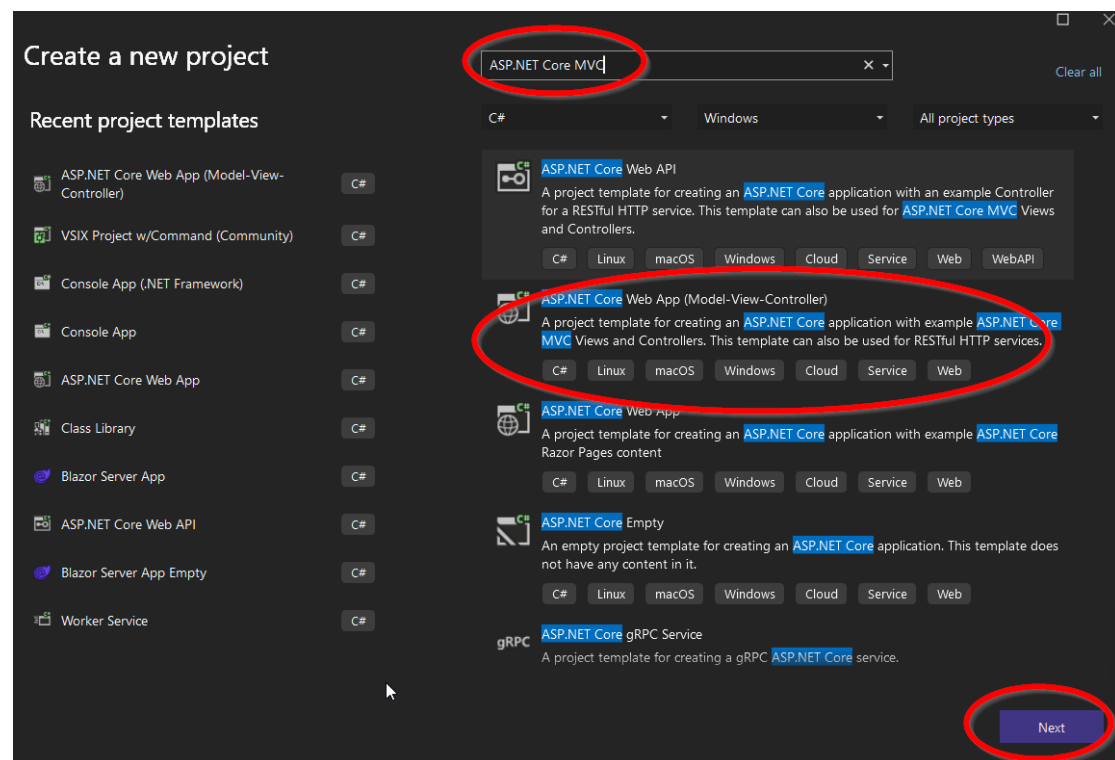 Create a new project
ASP.NET Core MVC
Clear all
Recent project templates
C#
Windows
All project types
ASP.NET Core Web App (Model-View-
Controller)
C#
VSIX Project w/Command (Community)
C#
Console App (.NET Framework)
C#
Console App
C#
ASP.NET Core Web App
C#
Class Library
C#
Blazor Server App
C#
ASP.NET Core Web API
C#
Blazor Server App Empty
C#
Worker Service
C#
ASP.NET Core Web API
A project template for creating an ASP.NET Core application with an example Controller
for a RESTful HTTP service. This template can also be used for ASP.NET Core MVC Views
and Controllers.
C# Linux macOS Windows Cloud Service Web WebAPI
ASP.NET Core Web App (Model-View-Controller)
A project template for creating an ASP.NET Core application with example ASP.NET Core
MVC Views and Controllers. This template can also be used for RESTful HTTP services.
C# Linux macOS Windows Cloud Service Web
ASP.NET Core Web App
A project template for creating an ASP.NET Core application with example ASP.NET Core
Razor Pages content
C# Linux macOS Windows Cloud Service Web
ASP.NET Core Empty
An empty project template for creating an ASP.NET Core application. This template does
not have any content in it.
C# Linux macOS Windows Cloud Service Web
gRPC
ASP.NET Core gRPC Service
A project template for creating a gRPC ASP.NET Core service.
Next